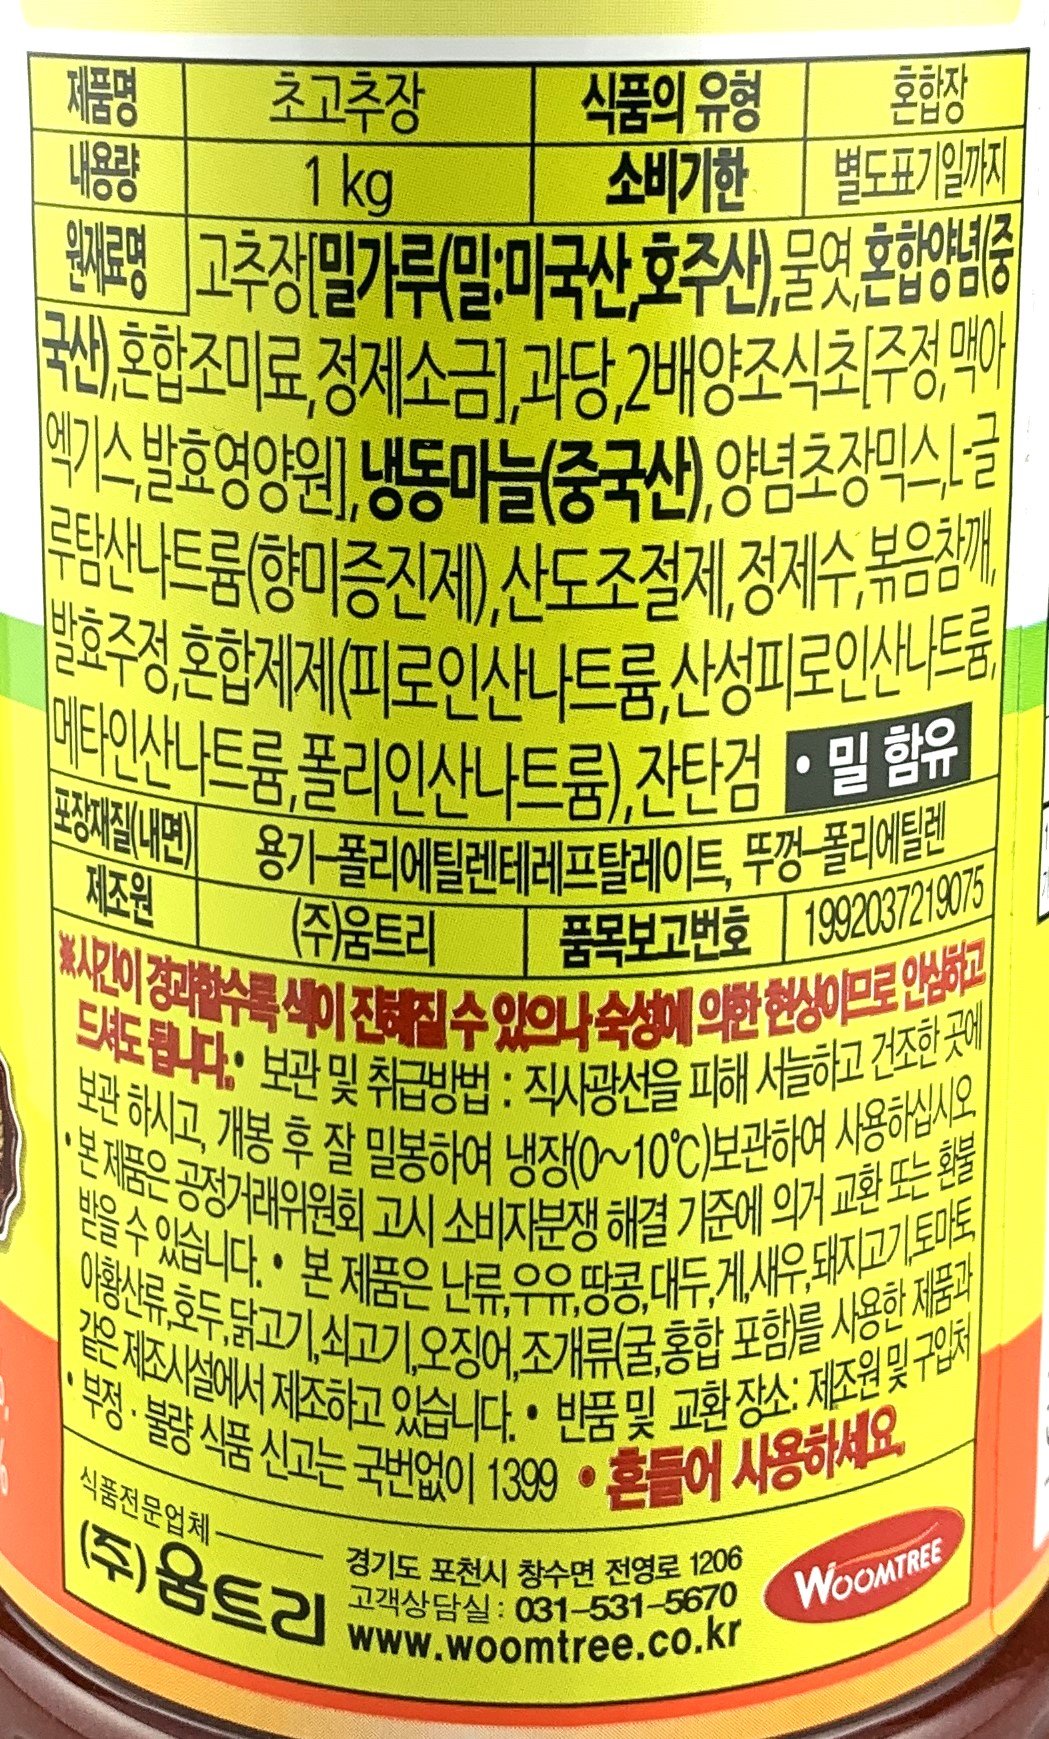 제품명 초고추장 식품의 유형 혼합장
내용량 1 kg 소비기한 별도표기일까지
원재료명 고추장[밀가루(밀:미국산,호주산),물엿,혼합양념(중
국산),혼합조미료,정제소금],과당,2배양조식초[주정,맥아
엑기스,발효영양원],냉동마늘(중국산),양념초장믹스,L-글
루탐산나트륨(향미증진제),산도조절제,정제수,볶음참깨,
발효주정,혼합제제(피로인산나트륨,산성피로인산나트륨,
메타인산나트륨,폴리인산나트륨),잔탄검 • 밀 함유
포장재질(내면) 용기-폴리에틸렌테레프탈레이트, 뚜껑-폴리에틸렌
제조원 (주)움트리 품목보고번호 1992037219075
※시간이 경과할수록 색이 진해질 수 있으나 숙성에 의한 현상이므로 안심하고
드셔도 됩니다.• 보관 및 취급방법 : 직사광선을 피해 서늘하고 건조한 곳에
보관 하시고, 개봉 후 잘 밀봉하여 냉장(0~10℃)보관하여 사용하십시오.
• 본 제품은 공정거래위원회 고시 소비자분쟁 해결 기준에 의거 교환 또는 환불
받을 수 있습니다. • 본 제품은 난류,우유,땅콩,대두,게,새우,돼지고기,토마토,
아황산류,호두,닭고기,쇠고기,오징어,조개류(굴,홍합 포함)를 사용한 제품과
같은 제조시설에서 제조하고 있습니다. • 반품 및 교환 장소: 제조원 및 구입처
• 부정·불량 식품 신고는 국번없이 1399 • 흔들어 사용하세요.
식품전문업체
(주)움트리
경기도 포천시 창수면 전영로 1206
고객상담실 : 031-531-5670
www.woomtree.co.kr
WOOMTREE